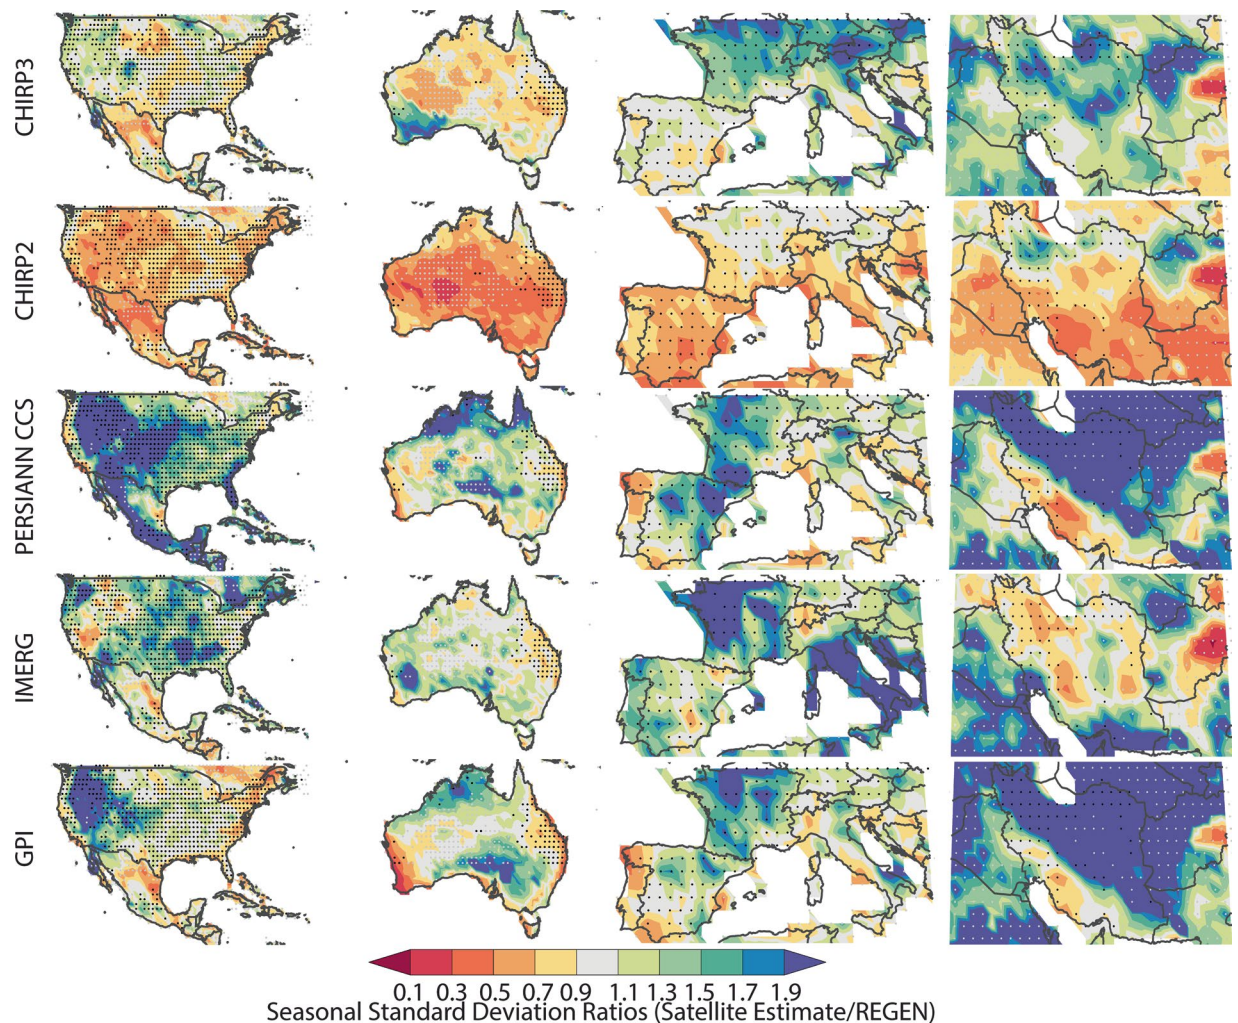 CHIRP3
CHIRP2
PERSIANN CCS
IMERG
GPI
0.1 0.3 0.5 0.7 0.9 1.1 1.3 1.5 1.7 1.9
Seasonal Standard Deviation Ratios (Satellite Estimate/REGEN)